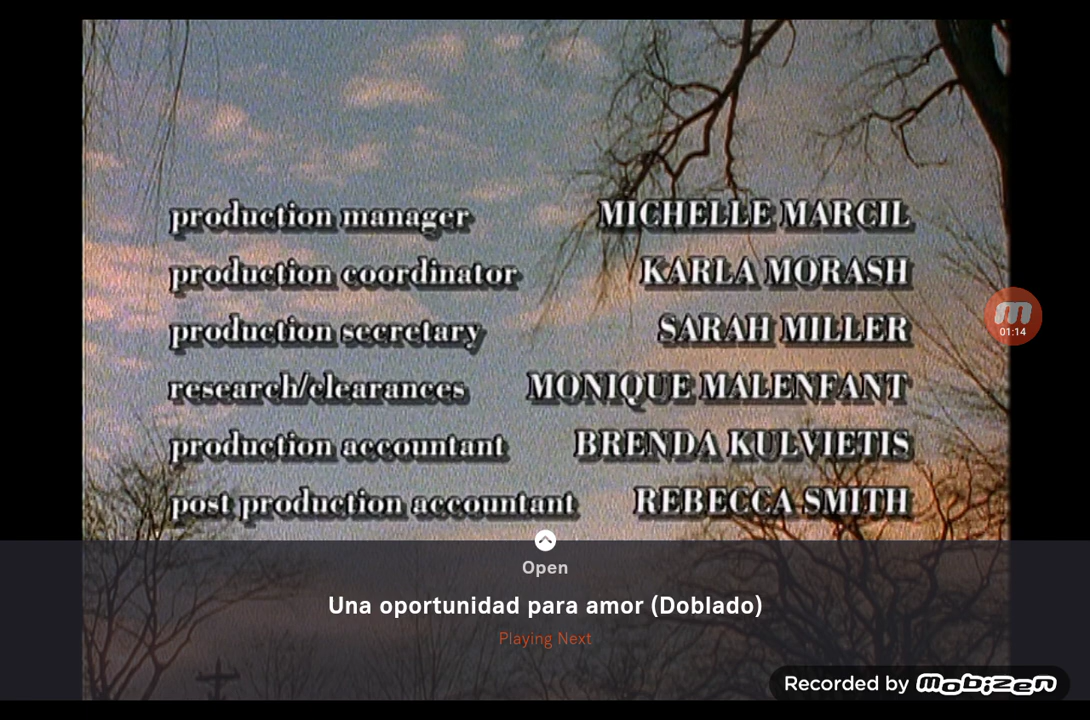 production manager MICHELLE MARCIL
production coordinator KARLA MORASH
production secretary SARAH MILLER
research/clearances MONIQUE MALENFANT
production accountant BRENDA KULVIETIS
post production accountant REBECCA SMITH
01:14
Open
Una oportunidad para amor (Doblado)
Playing Next
Recorded by Mobizen